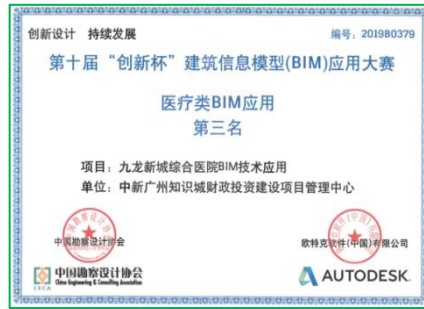 创新设计 持续发展
编号：2019B0379
第十届“创新杯”建筑信息模型(BIM)应用大赛
医疗类BIM应用
第三名
项目：九龙新城综合医院BIM技术应用
单位：中新广州知识城财政投资建设项目管理中心
中国勘察设计协会
欧特克软件(中国)有限公司
CECA
中国勘察设计协会
China Engineering & Consulting Association
AUTODESK.